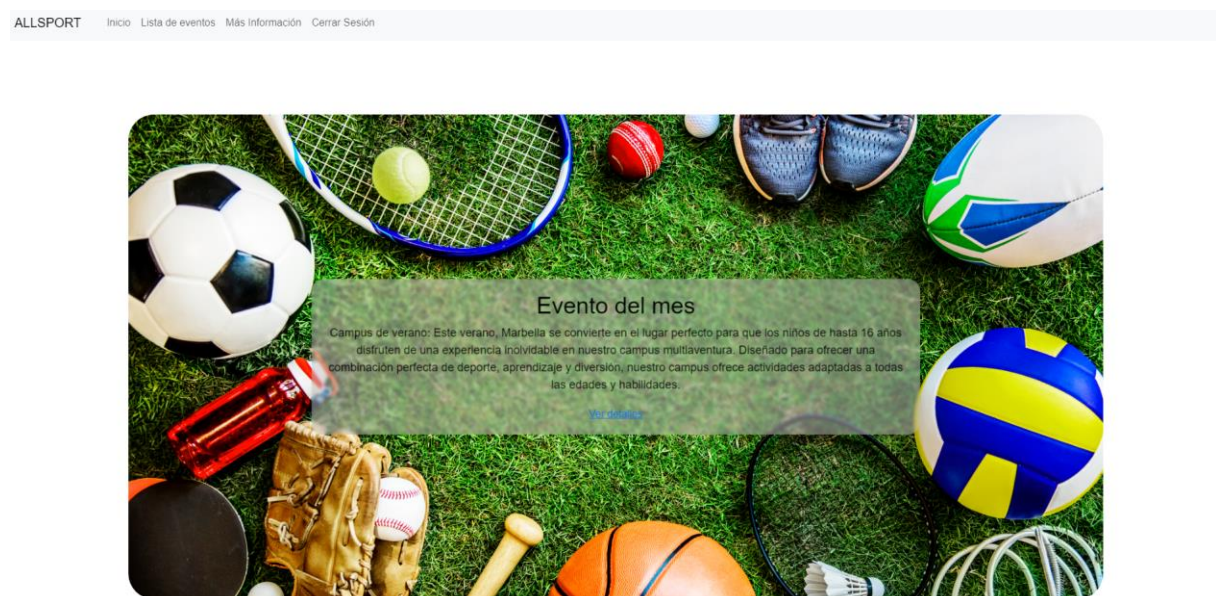 ALLSPORT Inicio Lista de eventos Más Información Cerrar Sesión
Evento del mes
Campus de verano: Este verano, Marbella se convierte en el lugar perfecto para que los niños de hasta 16 años
disfruten de una experiencia inolvidable en nuestro campus multiaventura. Diseñado para ofrecer una
combinación perfecta de deporte, aprendizaje y diversión, nuestro campus ofrece actividades adaptadas a todas
las edades y habilidades.
Ver detalles